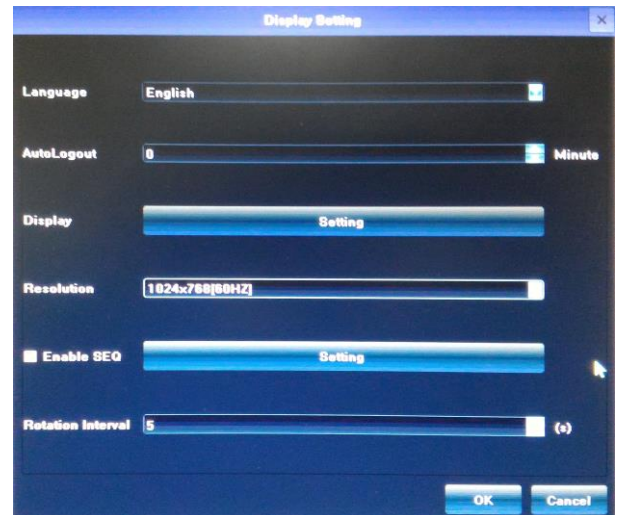 Display Setting
Language English
AutoLogout 0 Minute
Display Setting
Resolution 1024x768[60HZ]
Enable SEQ Setting
Rotation Interval 5 (s)
OK Cancel